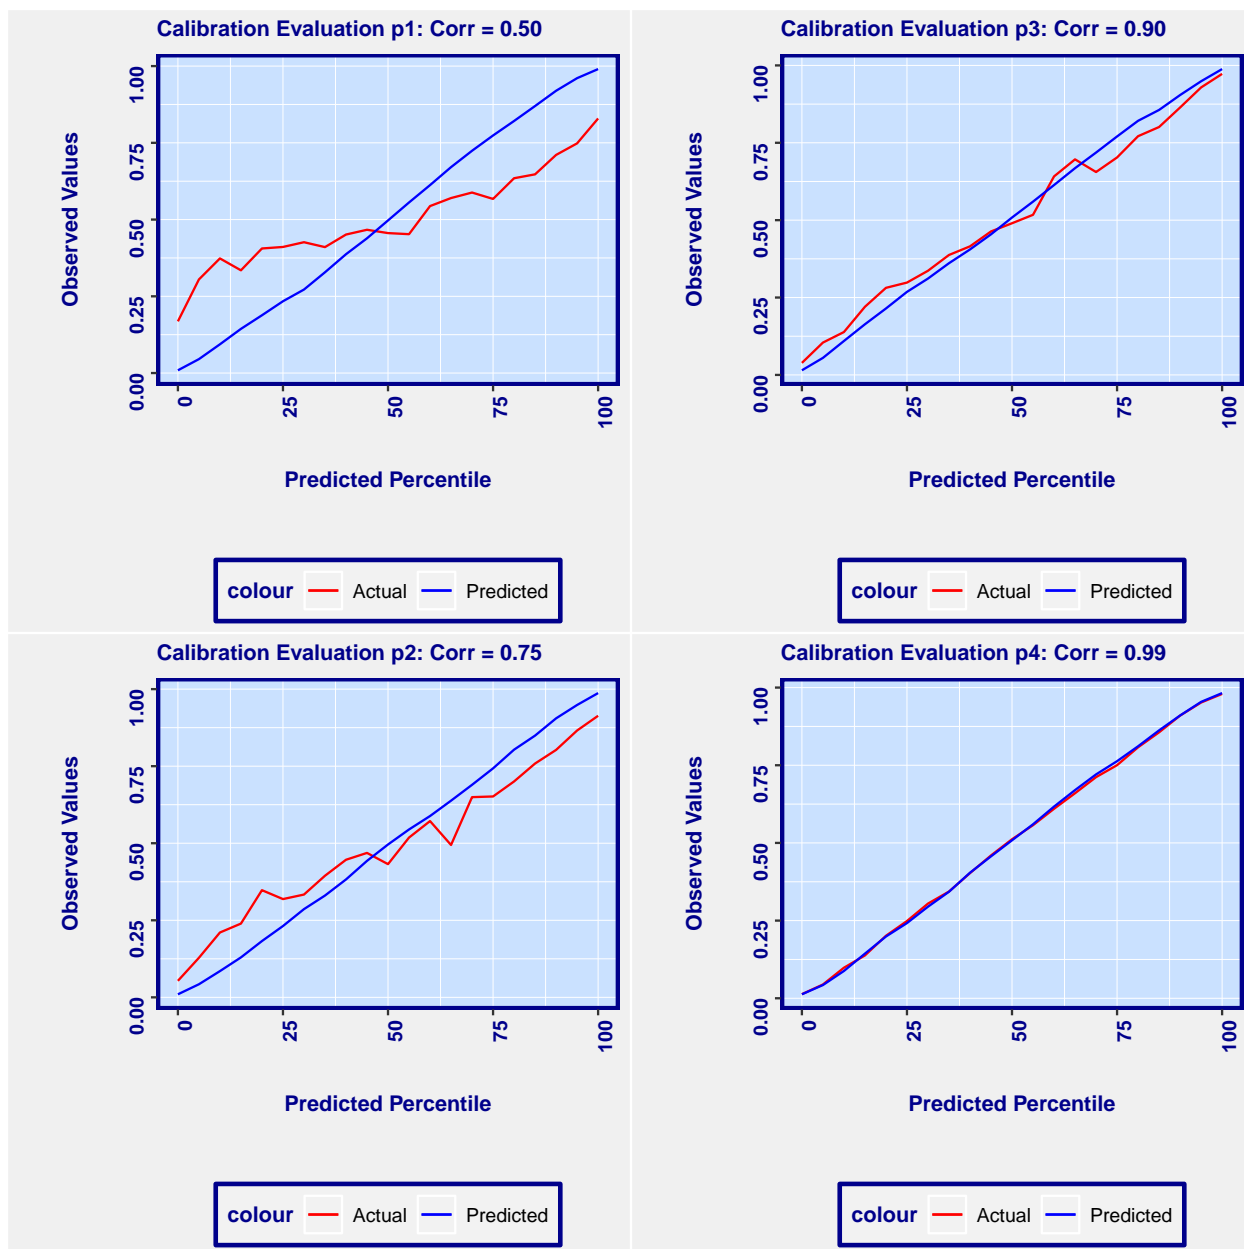 Calibration Evaluation p1: Corr = 0.50
Observed Values
1.00
0.75
0.50
0.25
0.00
0 25 50 75 100
Predicted Percentile
colour Actual Predicted
Calibration Evaluation p3: Corr = 0.90
Observed Values
1.00
0.75
0.50
0.25
0.00
0 25 50 75 100
Predicted Percentile
colour Actual Predicted
Calibration Evaluation p2: Corr = 0.75
Observed Values
1.00
0.75
0.50
0.25
0.00
0 25 50 75 100
Predicted Percentile
colour Actual Predicted
Calibration Evaluation p4: Corr = 0.99
Observed Values
1.00
0.75
0.50
0.25
0.00
0 25 50 75 100
Predicted Percentile
colour Actual Predicted